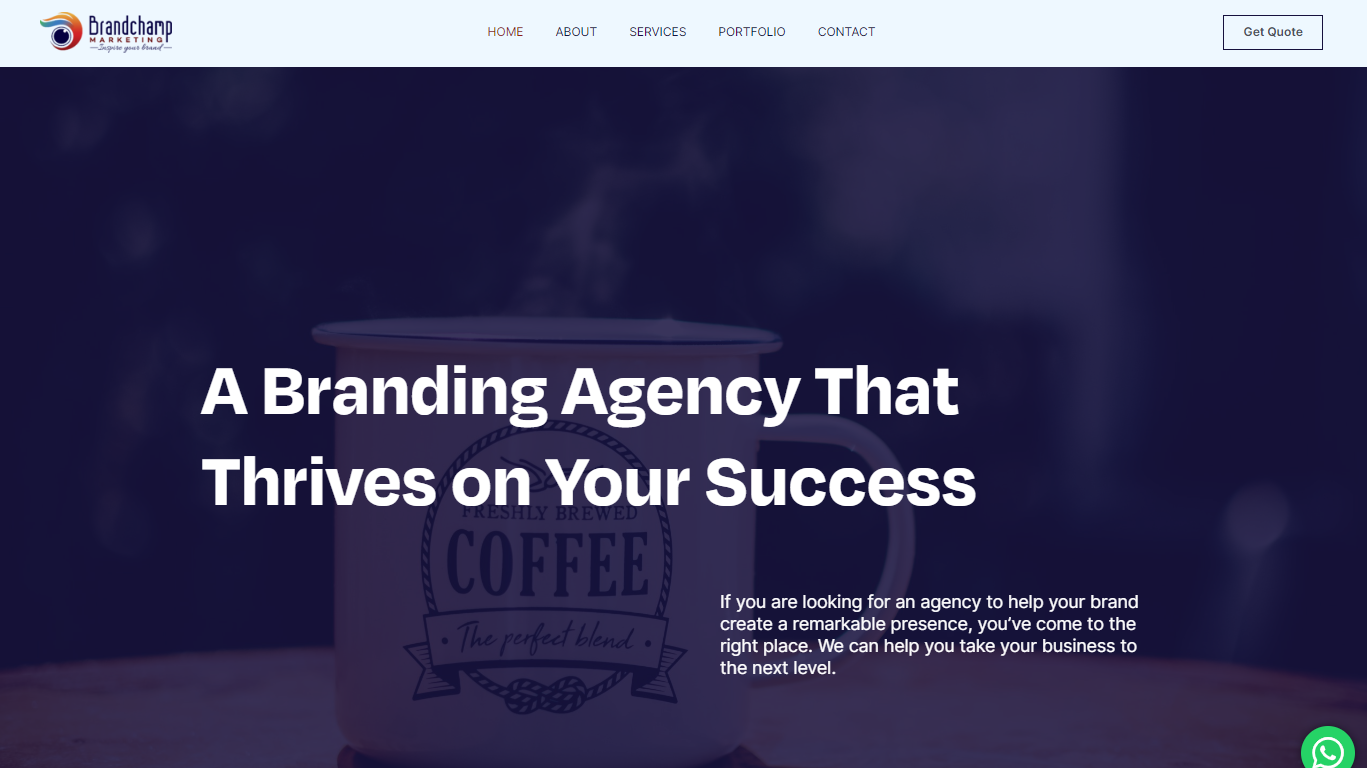 Brandchamp
MARKETING
Inspire your brand
HOME
ABOUT
SERVICES
PORTFOLIO
CONTACT
Get Quote
A Branding Agency That
Thrives on Your Success
FRESHLY BREWED
COFFEE
The perfect blend
If you are looking for an agency to help your brand
create a remarkable presence, you’ve come to the
right place. We can help you take your business to
the next level.